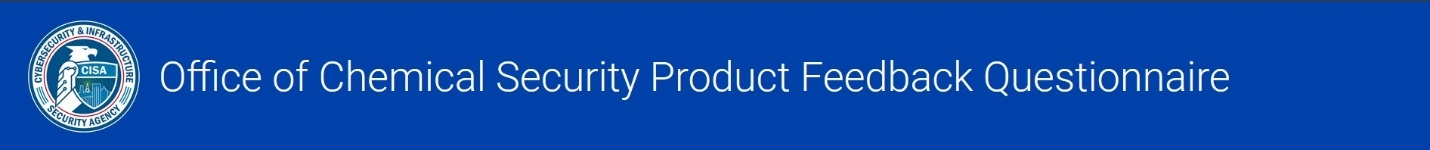 CYBERSECURITY & INFRASTRUCTURE
CISA
SECURITY AGENCY
Office of Chemical Security Product Feedback Questionnaire